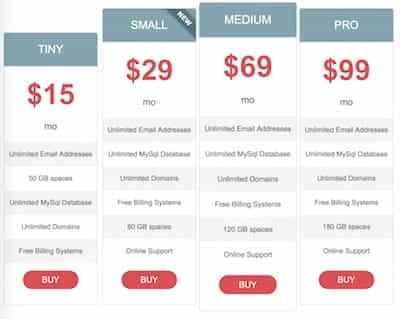 TINY
$15
mo
Unlimited Email Addresses
50 GB spaces
Unlimited MySql Database
Unlimited Domains
Free Billing Systems
BUY
SMALL
NEW
$29
mo
Unlimited Email Addresses
Unlimited MySql Database
Unlimited Domains
Free Billing Systems
80 GB spaces
Online Support
BUY
MEDIUM
$69
mo
Unlimited Email Addresses
Unlimited MySql Database
Unlimited Domains
Free Billing Systems
120 GB spaces
Online Support
BUY
PRO
$99
mo
Unlimited Email Addresses
Unlimited MySql Database
Unlimited Domains
Free Billing Systems
180 GB spaces
Online Support
BUY